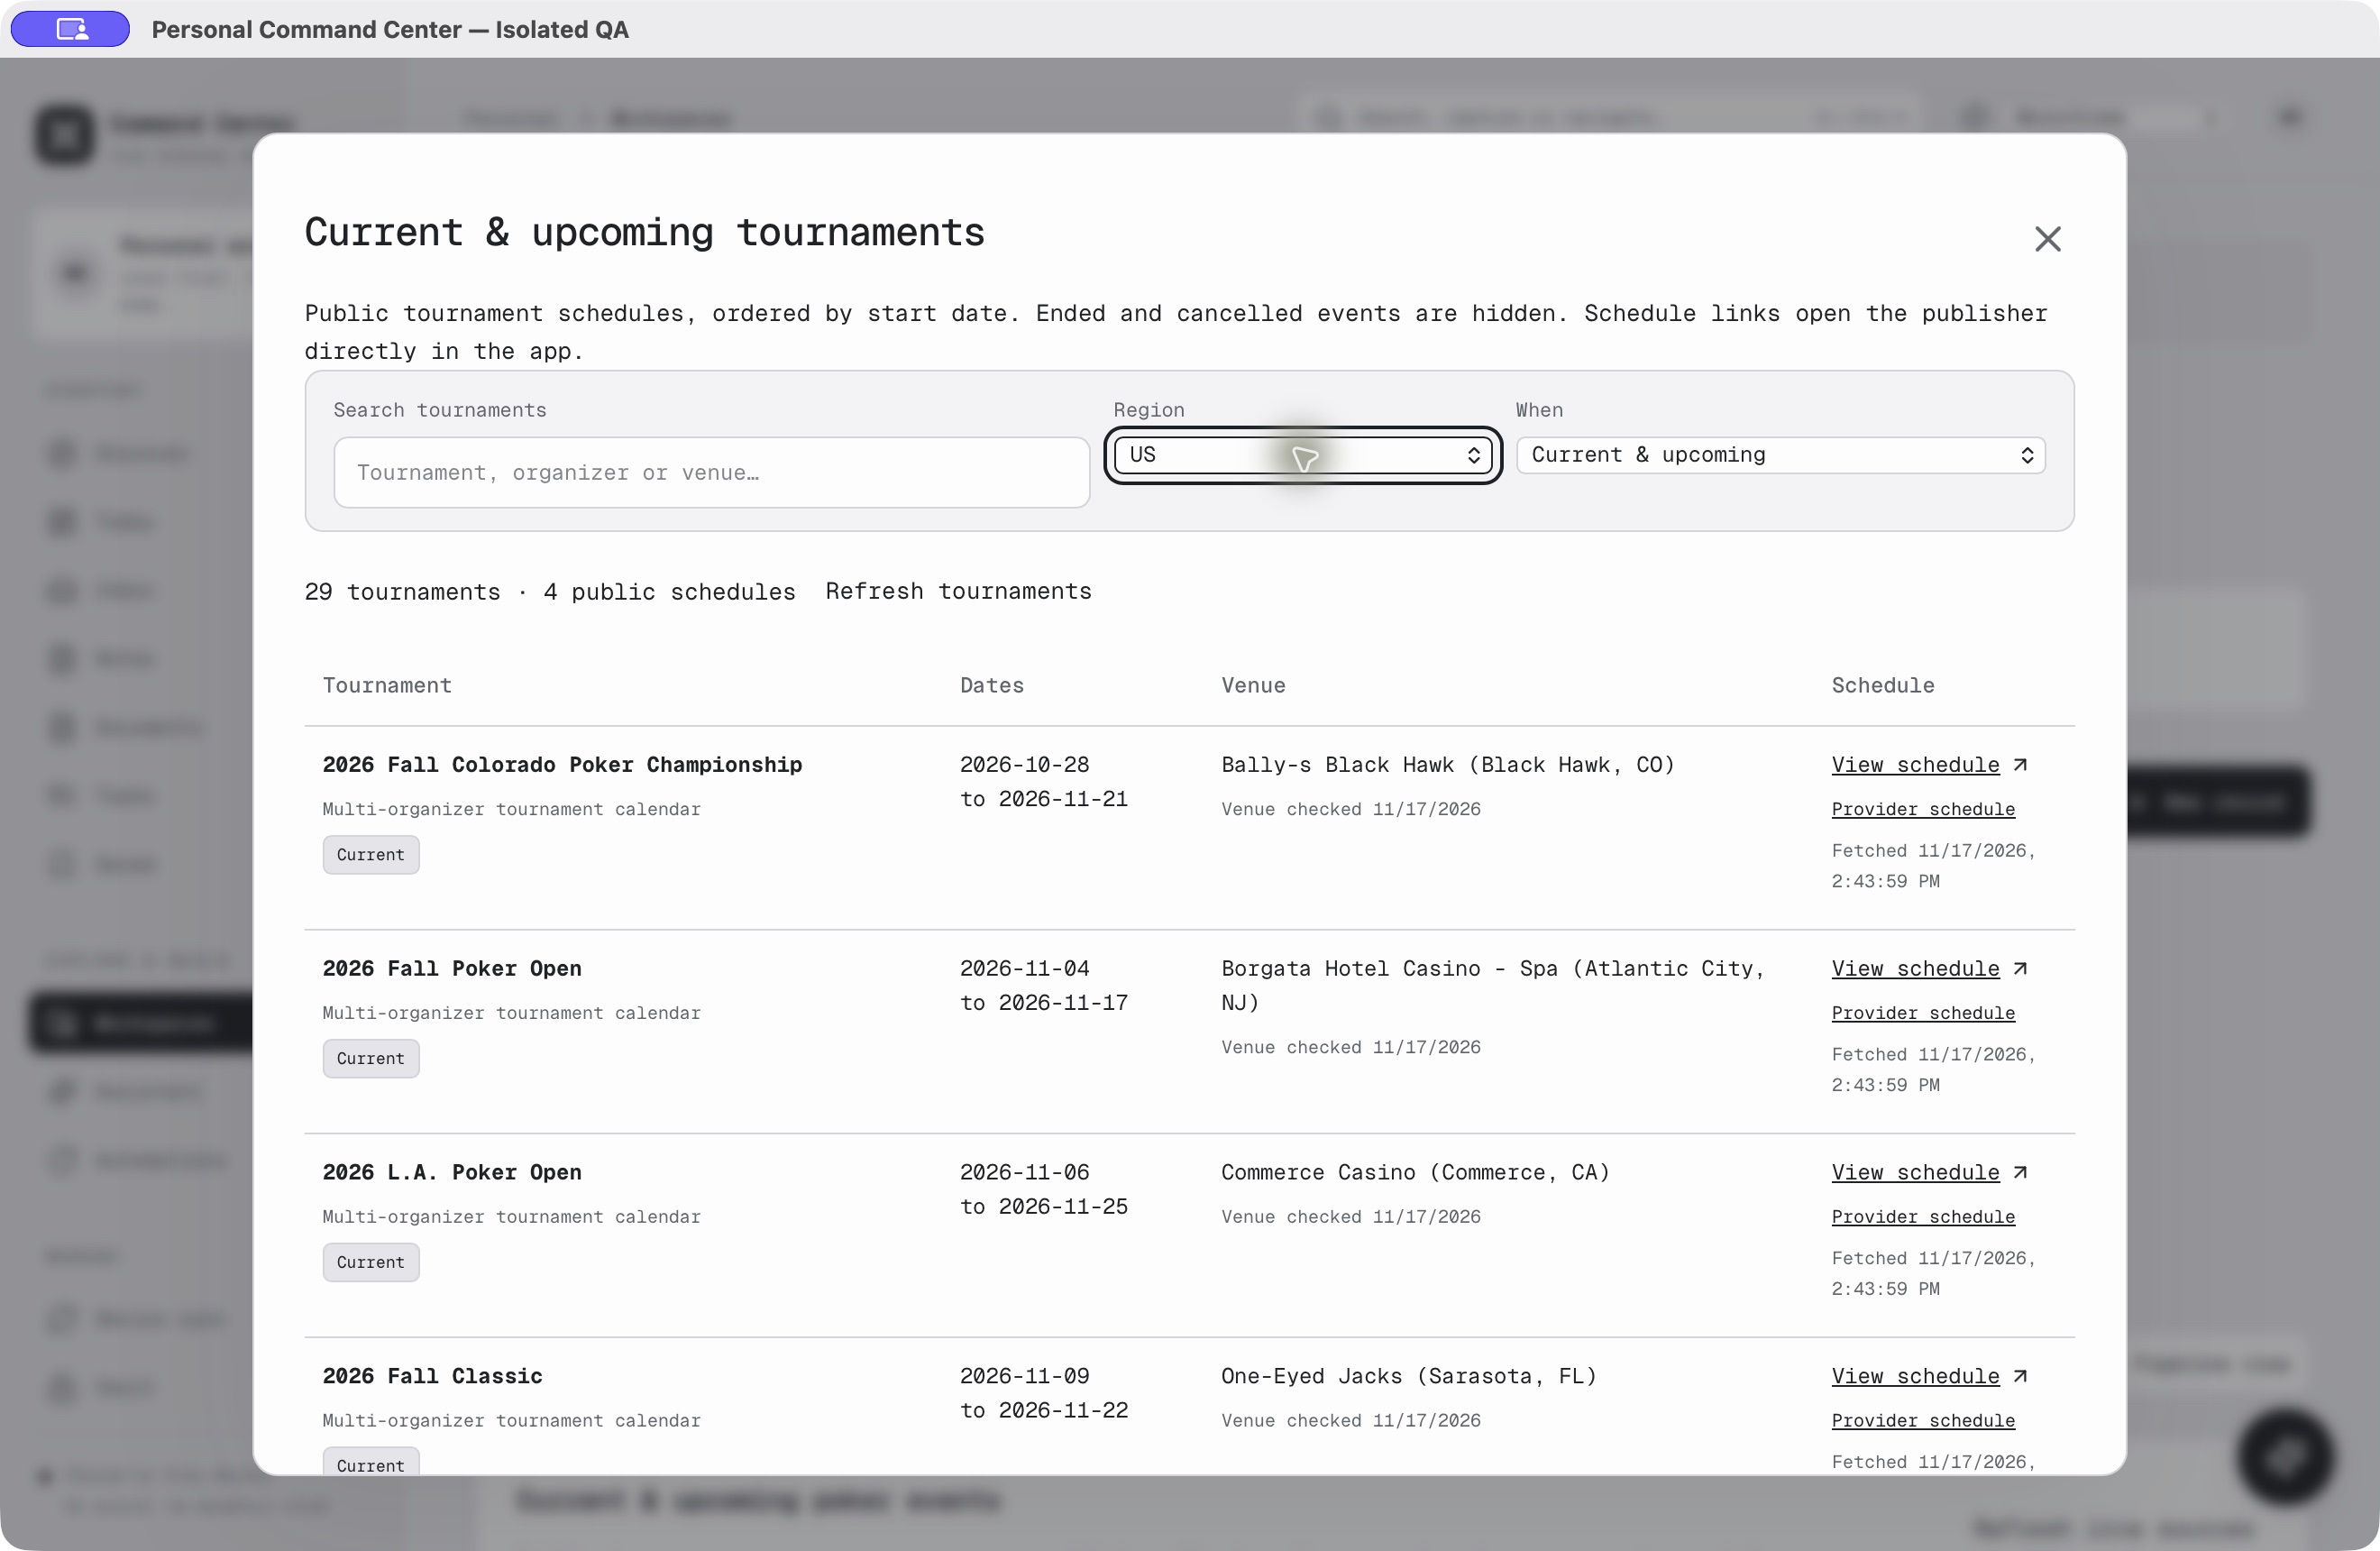 Personal Command Center — Isolated QA
Current & upcoming tournaments
Public tournament schedules, ordered by start date. Ended and cancelled events are hidden. Schedule links open the publisher
directly in the app.
Search tournaments
Region
When
Tournament, organizer or venue…
US
Current & upcoming
29 tournaments · 4 public schedules
Refresh tournaments
Tournament
Dates
Venue
Schedule
2026 Fall Colorado Poker Championship
Multi-organizer tournament calendar
Current
2026-10-28
to 2026-11-21
Bally-s Black Hawk (Black Hawk, CO)
Venue checked 11/17/2026
View schedule
Provider schedule
Fetched 11/17/2026,
2:43:59 PM
2026 Fall Poker Open
Multi-organizer tournament calendar
Current
2026-11-04
to 2026-11-17
Borgata Hotel Casino - Spa (Atlantic City,
NJ)
Venue checked 11/17/2026
View schedule
Provider schedule
Fetched 11/17/2026,
2:43:59 PM
2026 L.A. Poker Open
Multi-organizer tournament calendar
Current
2026-11-06
to 2026-11-25
Commerce Casino (Commerce, CA)
Venue checked 11/17/2026
View schedule
Provider schedule
Fetched 11/17/2026,
2:43:59 PM
2026 Fall Classic
Multi-organizer tournament calendar
Current
2026-11-09
to 2026-11-22
One-Eyed Jacks (Sarasota, FL)
Venue checked 11/17/2026
View schedule
Provider schedule
Fetched 11/17/2026,
Current & upcoming poker events